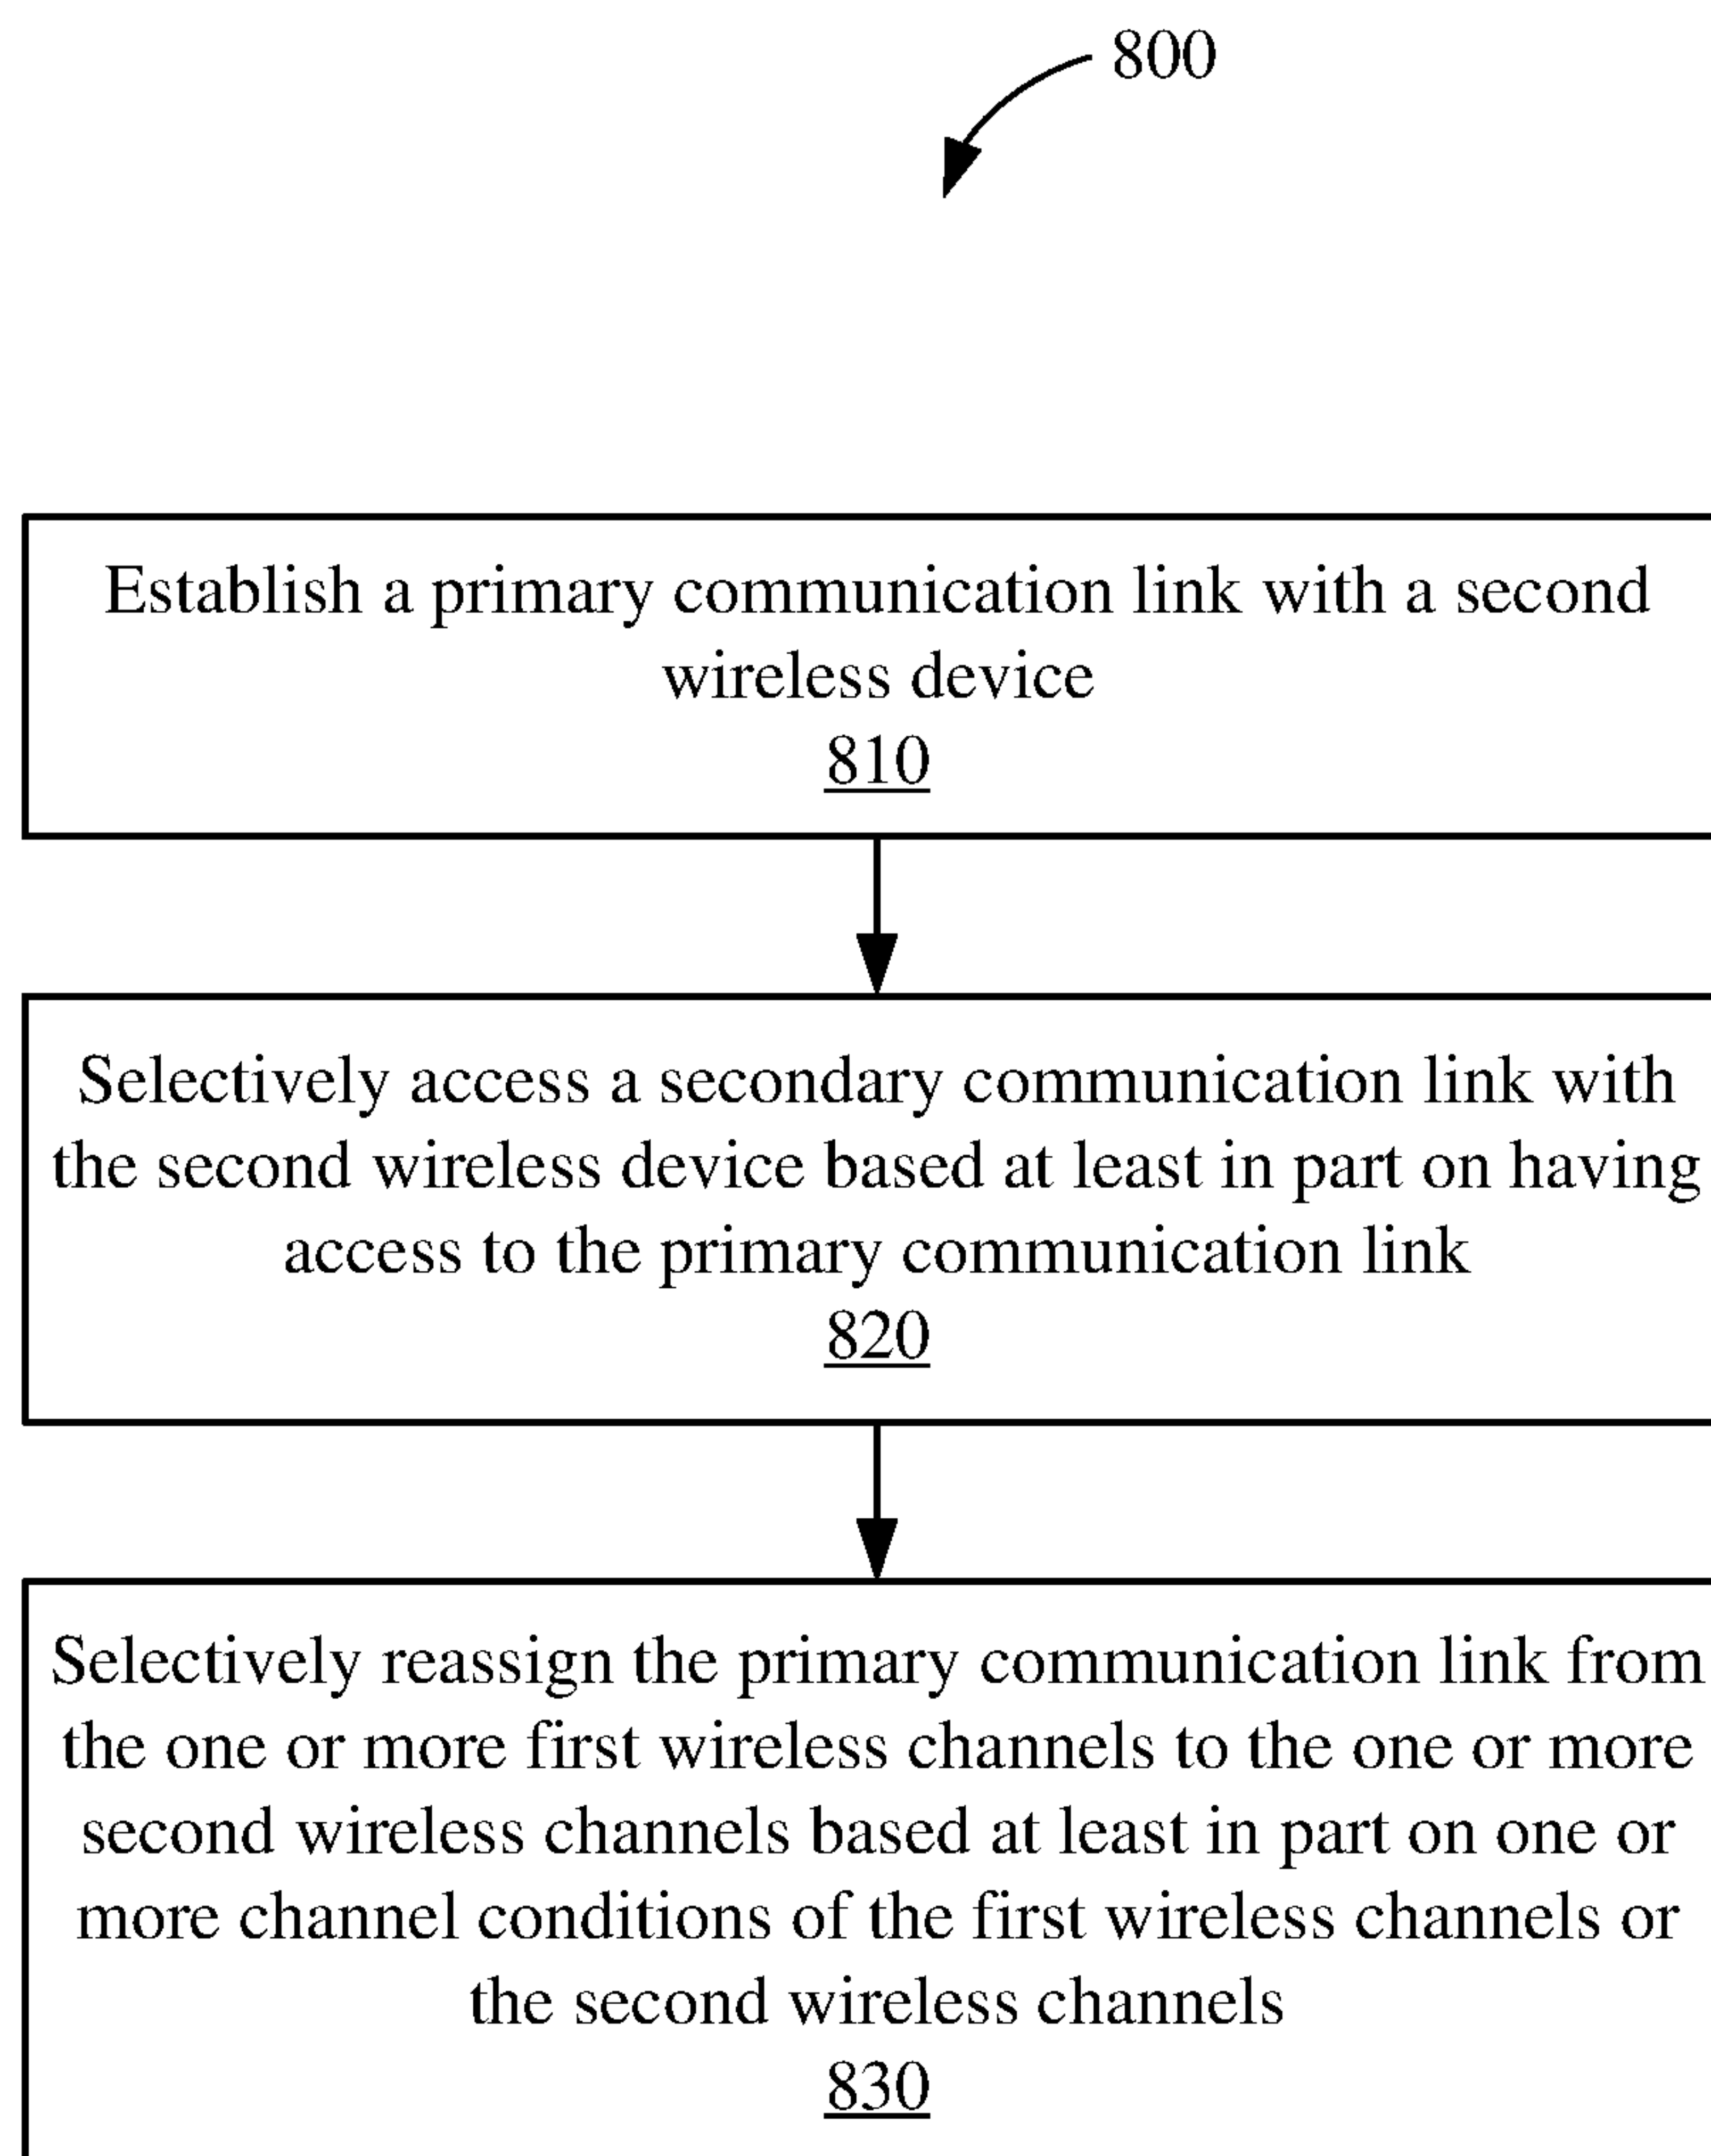 800
Establish a primary communication link with a second
wireless device
810
Selectively access a secondary communication link with
the second wireless device based at least in part on having
access to the primary communication link
820
Selectively reassign the primary communication link from
the one or more first wireless channels to the one or more
second wireless channels based at least in part on one or
more channel conditions of the first wireless channels or
the second wireless channels
830